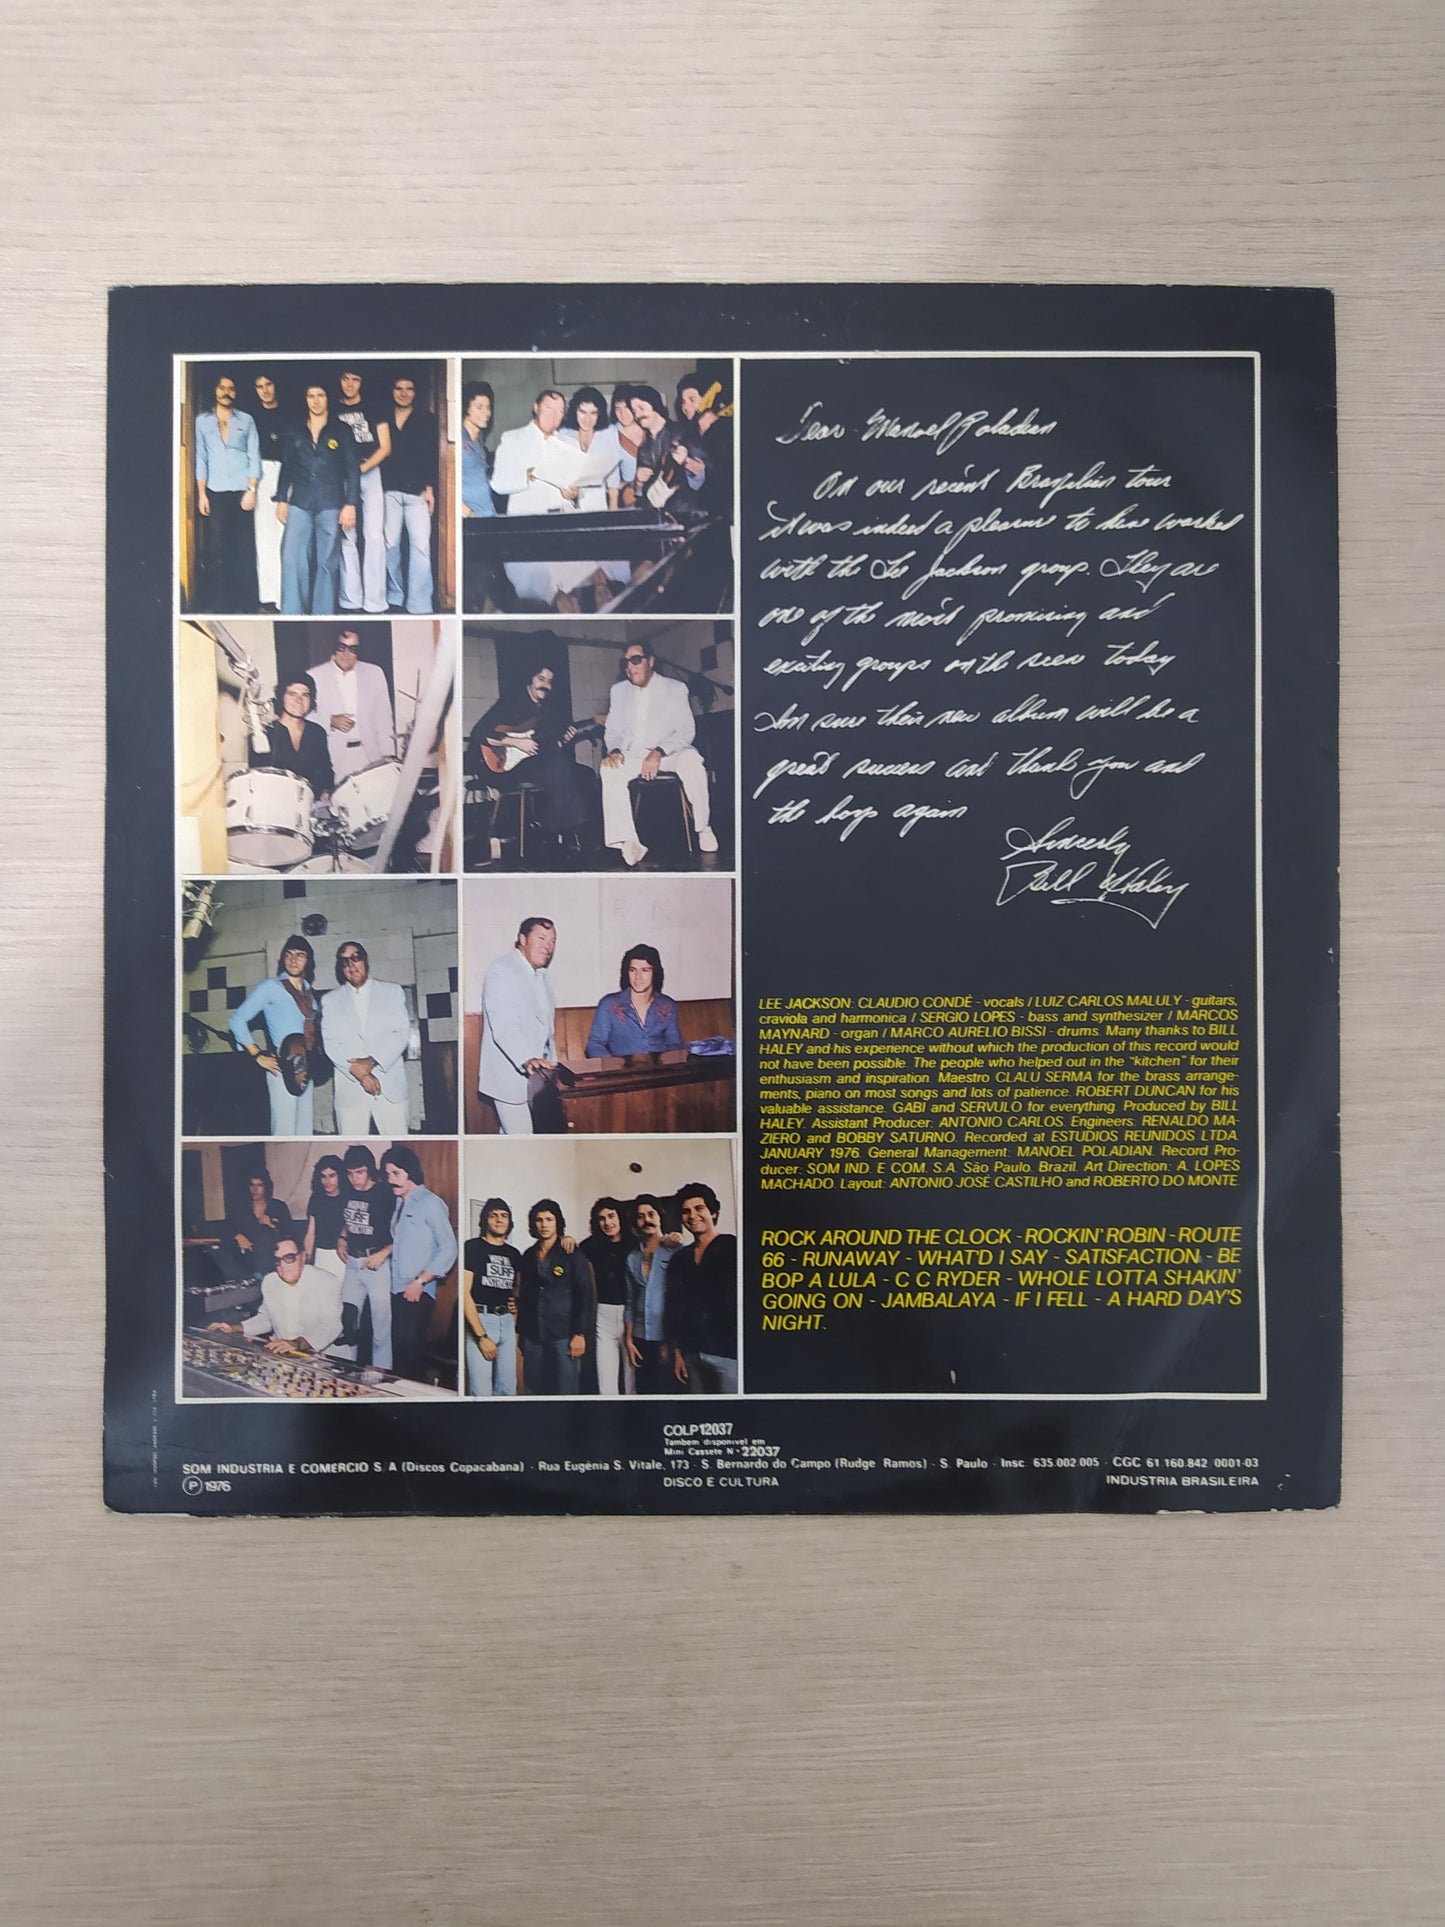 Dear Manoel Poladian
On our recent Brazilian tour
it was indeed a pleasure to have worked
with the Lee Jackson group. They are
one of the most promising and
exciting groups on the scene today
I'm sure their new album will be a
great success and thank you and
the boys again
Sincerely
Bill Haley
LEE JACKSON: CLAUDIO CONDÉ - vocals / LUIZ CARLOS MALULY - guitars,
craviola and harmonica / SERGIO LOPES - bass and synthesizer / MARCOS
MAYNARD - organ / MARCO AURELIO BISSI - drums. Many thanks to BILL
HALEY and his experience without which the production of this record would
not have been possible. The people who helped out in the "kitchen" for their
enthusiasm and inspiration. Maestro CLALU SERMA for the brass arrange-
ments, piano on most songs and lots of patience. ROBERT DUNCAN for his
valuable assistance. GABI and SERVULO for everything. Produced by BILL
HALEY. Assistant Producer: ANTONIO CARLOS. Engineers: RENALDO MA-
ZIERO and BOBBY SATURNO. Recorded at ESTUDIOS REUNIDOS LTDA.
JANUARY 1976. General Management: MANOEL POLADIAN. Record Pro-
ducer: SOM IND. E COM. S.A. São Paulo. Brazil. Art Direction: A. LOPES
MACHADO. Layout: ANTONIO JOSÉ CASTILHO and ROBERTO DO MONTE.
ROCK AROUND THE CLOCK - ROCKIN' ROBIN - ROUTE
66 - RUNAWAY - WHAT'D I SAY - SATISFACTION - BE
BOP A LULA - C C RYDER - WHOLE LOTTA SHAKIN'
GOING ON - JAMBALAYA - IF I FELL - A HARD DAY'S
NIGHT.
COLP12037
Tambem disponivel em
Mini Cassete N.º 22037
SOM INDUSTRIA E COMERCIO S. A (Discos Copacabana) - Rua Eugénia S. Vitale, 173 - S. Bernardo do Campo (Rudge Ramos) - S. Paulo - Insc. 635.002.005 - CGC 61.160.842 0001-03
Ⓟ 1976 DISCO É CULTURA INDUSTRIA BRASILEIRA